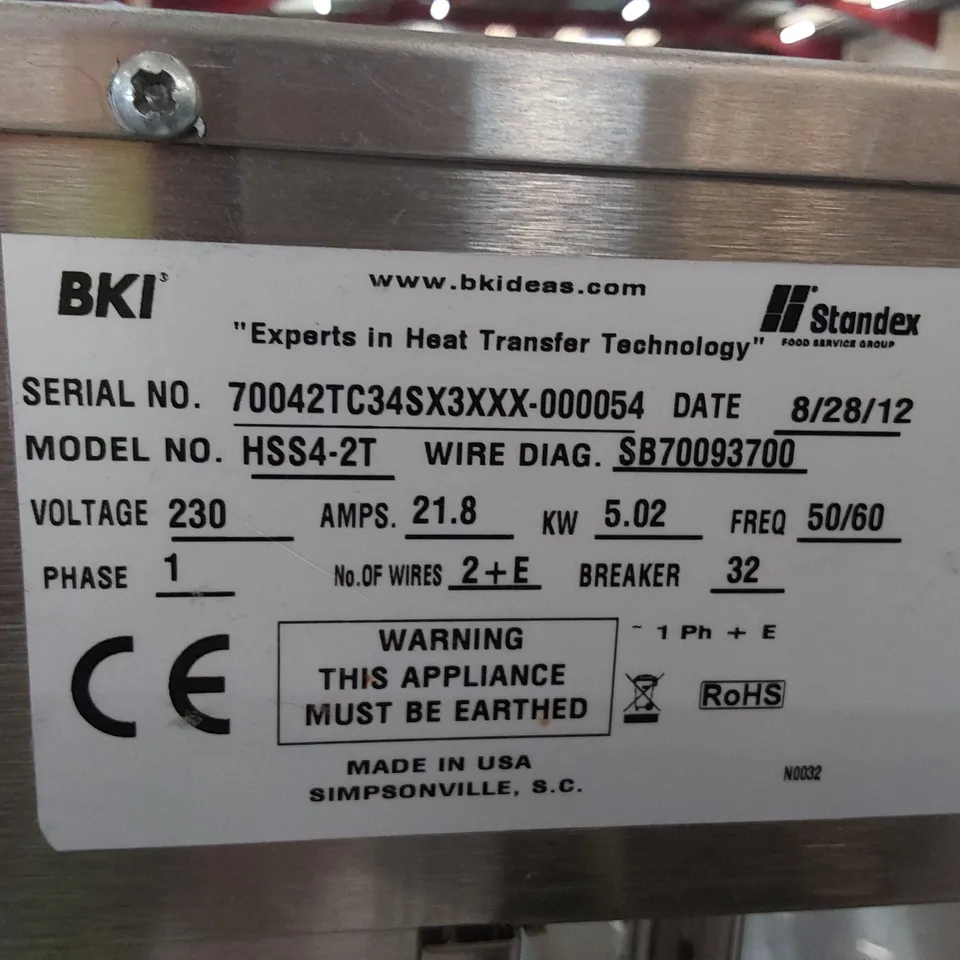 BKI®
www.bkideas.com
"Experts in Heat Transfer Technology"
Standex
FOOD SERVICE GROUP
SERIAL NO. 70042TC34SX3XXX-000054 DATE 8/28/12
MODEL NO. HSS4-2T WIRE DIAG. SB70093700
VOLTAGE 230 AMPS. 21.8 KW 5.02 FREQ 50/60
PHASE 1 No.OF WIRES 2+E BREAKER 32
CE
WARNING
THIS APPLIANCE
MUST BE EARTHED
~ 1 Ph + E
RoHS
MADE IN USA
SIMPSONVILLE, S.C.
N0032